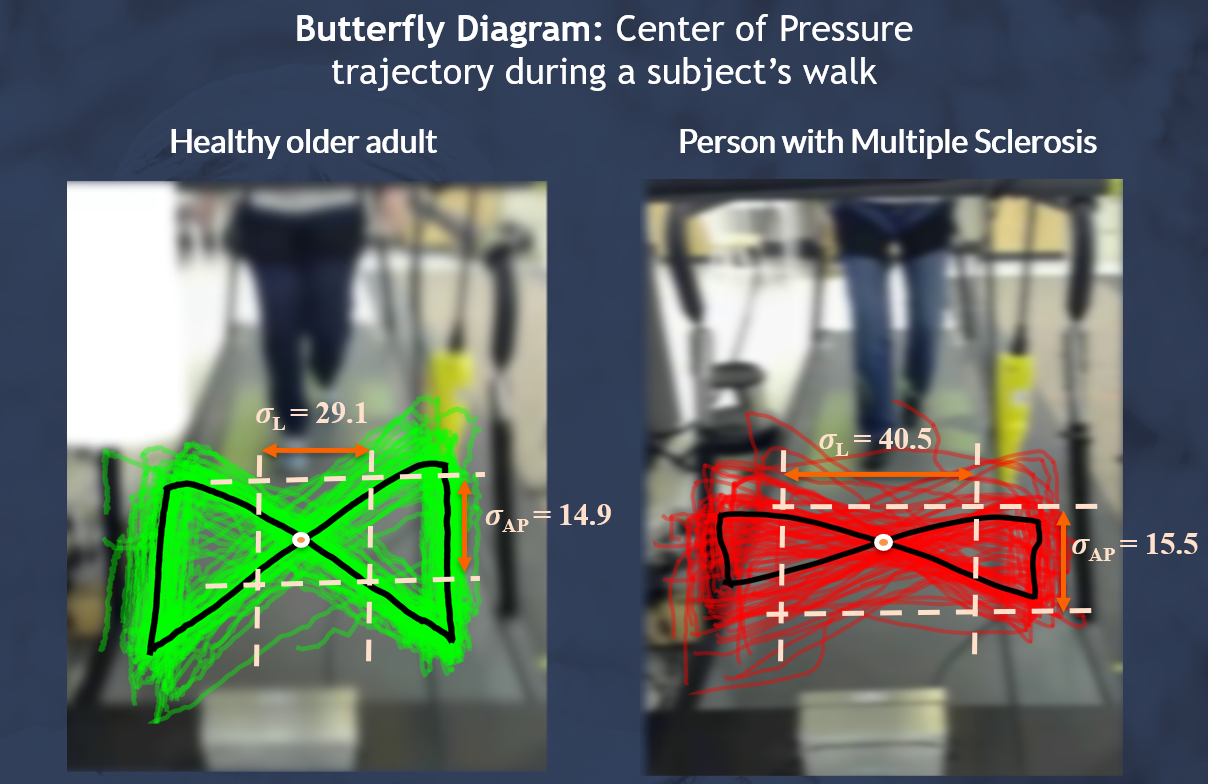 Butterfly Diagram: Center of Pressure
trajectory during a subject's walk
Healthy older adult
Person with Multiple Sclerosis
σL = 29.1
σAP = 14.9
σL = 40.5
σAP = 15.5